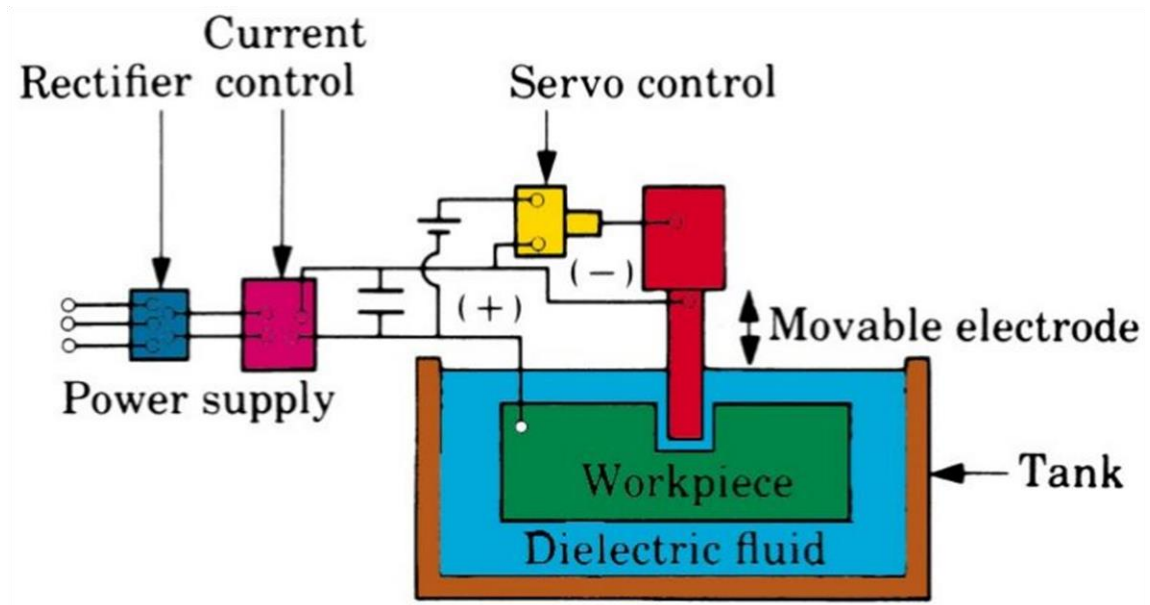 Current
Rectifier control
Servo control
(−)
(+)
Movable electrode
Power supply
Tank
Workpiece
Dielectric fluid